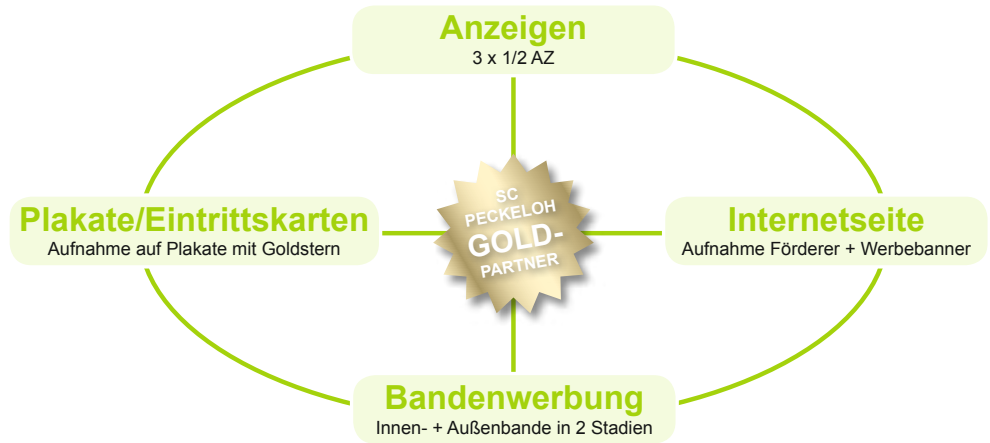 Anzeigen
3 x 1/2 AZ
Plakate/Eintrittskarten
Aufnahme auf Plakate mit Goldstern
SC
PECKELOH
GOLD-
PARTNER
Internetseite
Aufnahme Förderer + Werbebanner
Bandenwerbung
Innen- + Außenbande in 2 Stadien